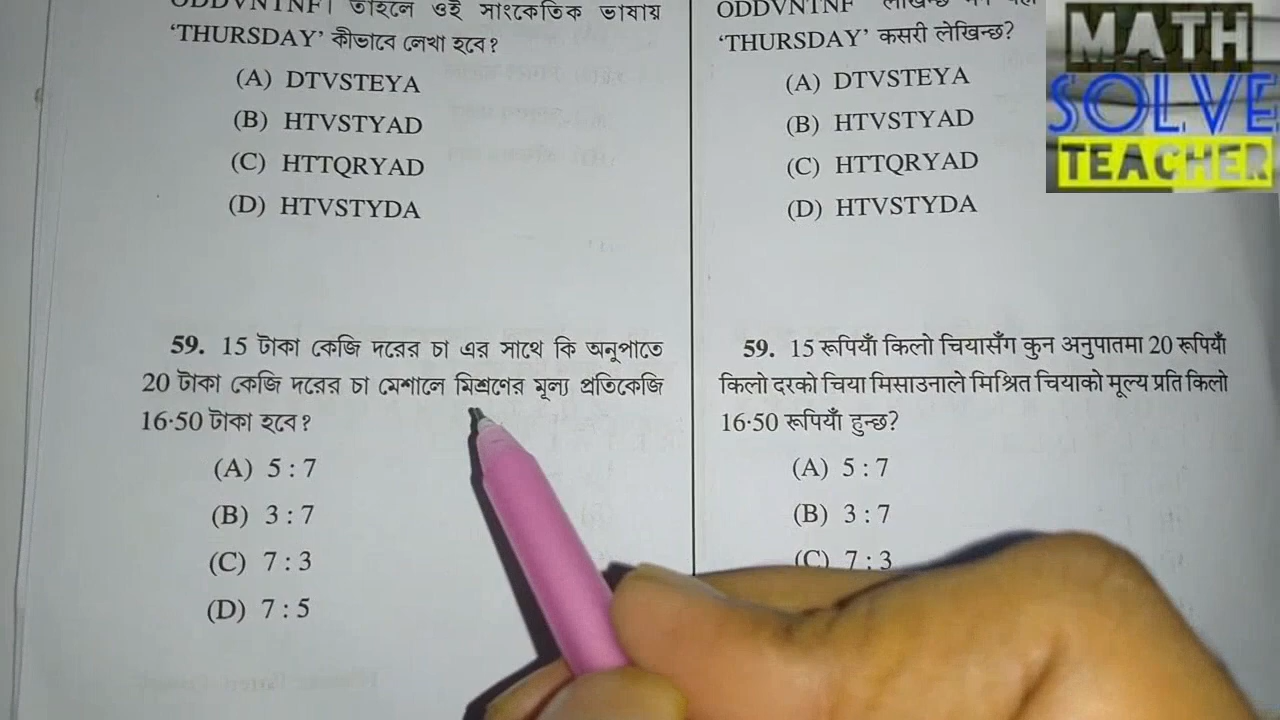 ODDVNTNF। তাহলে ওই সাংকেতিক ভাষায়
‘THURSDAY’ কীভাবে লেখা হবে?
(A) DTVSTEYA
(B) HTVSTYAD
(C) HTTQRYAD
(D) HTVSTYDA
59. 15 টাকা কেজি দরের চা এর সাথে কি অনুপাতে
20 টাকা কেজি দরের চা মেশালে মিশ্রণের মূল্য প্রতিকেজি
16·50 টাকা হবে?
(A) 5 : 7
(B) 3 : 7
(C) 7 : 3
(D) 7 : 5
ODDVNTNF
‘THURSDAY’ कसरी लेखिन्छ?
(A) DTVSTEYA
(B) HTVSTYAD
(C) HTTQRYAD
(D) HTVSTYDA
59. 15 रूपियाँ किलो चियासँग कुन अनुपातमा 20 रूपियाँ
किलो दरको चिया मिसाउनाले मिश्रित चियाको मूल्य प्रति किलो
16·50 रूपियाँ हुन्छ?
(A) 5 : 7
(B) 3 : 7
(C) 7 : 3
MATH
SOLVE
TEACHER